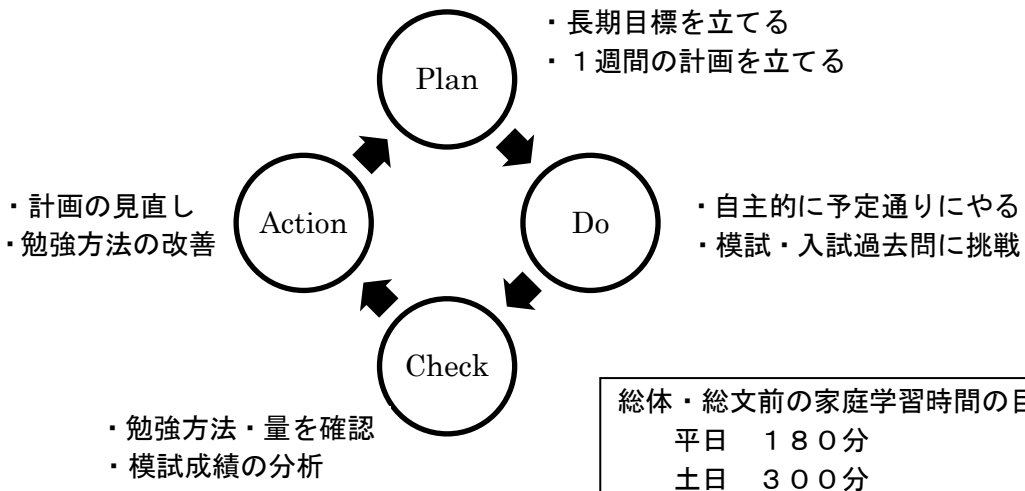 ・長期目標を立てる
・１週間の計画を立てる
Plan
・計画の見直し
・勉強方法の改善
Action
Do
・自主的に予定通りにやる
・模試・入試過去問に挑戦
Check
・勉強方法・量を確認
・模試成績の分析
総体・総文前の家庭学習時間の目
平日　１８０分
土日　３００分